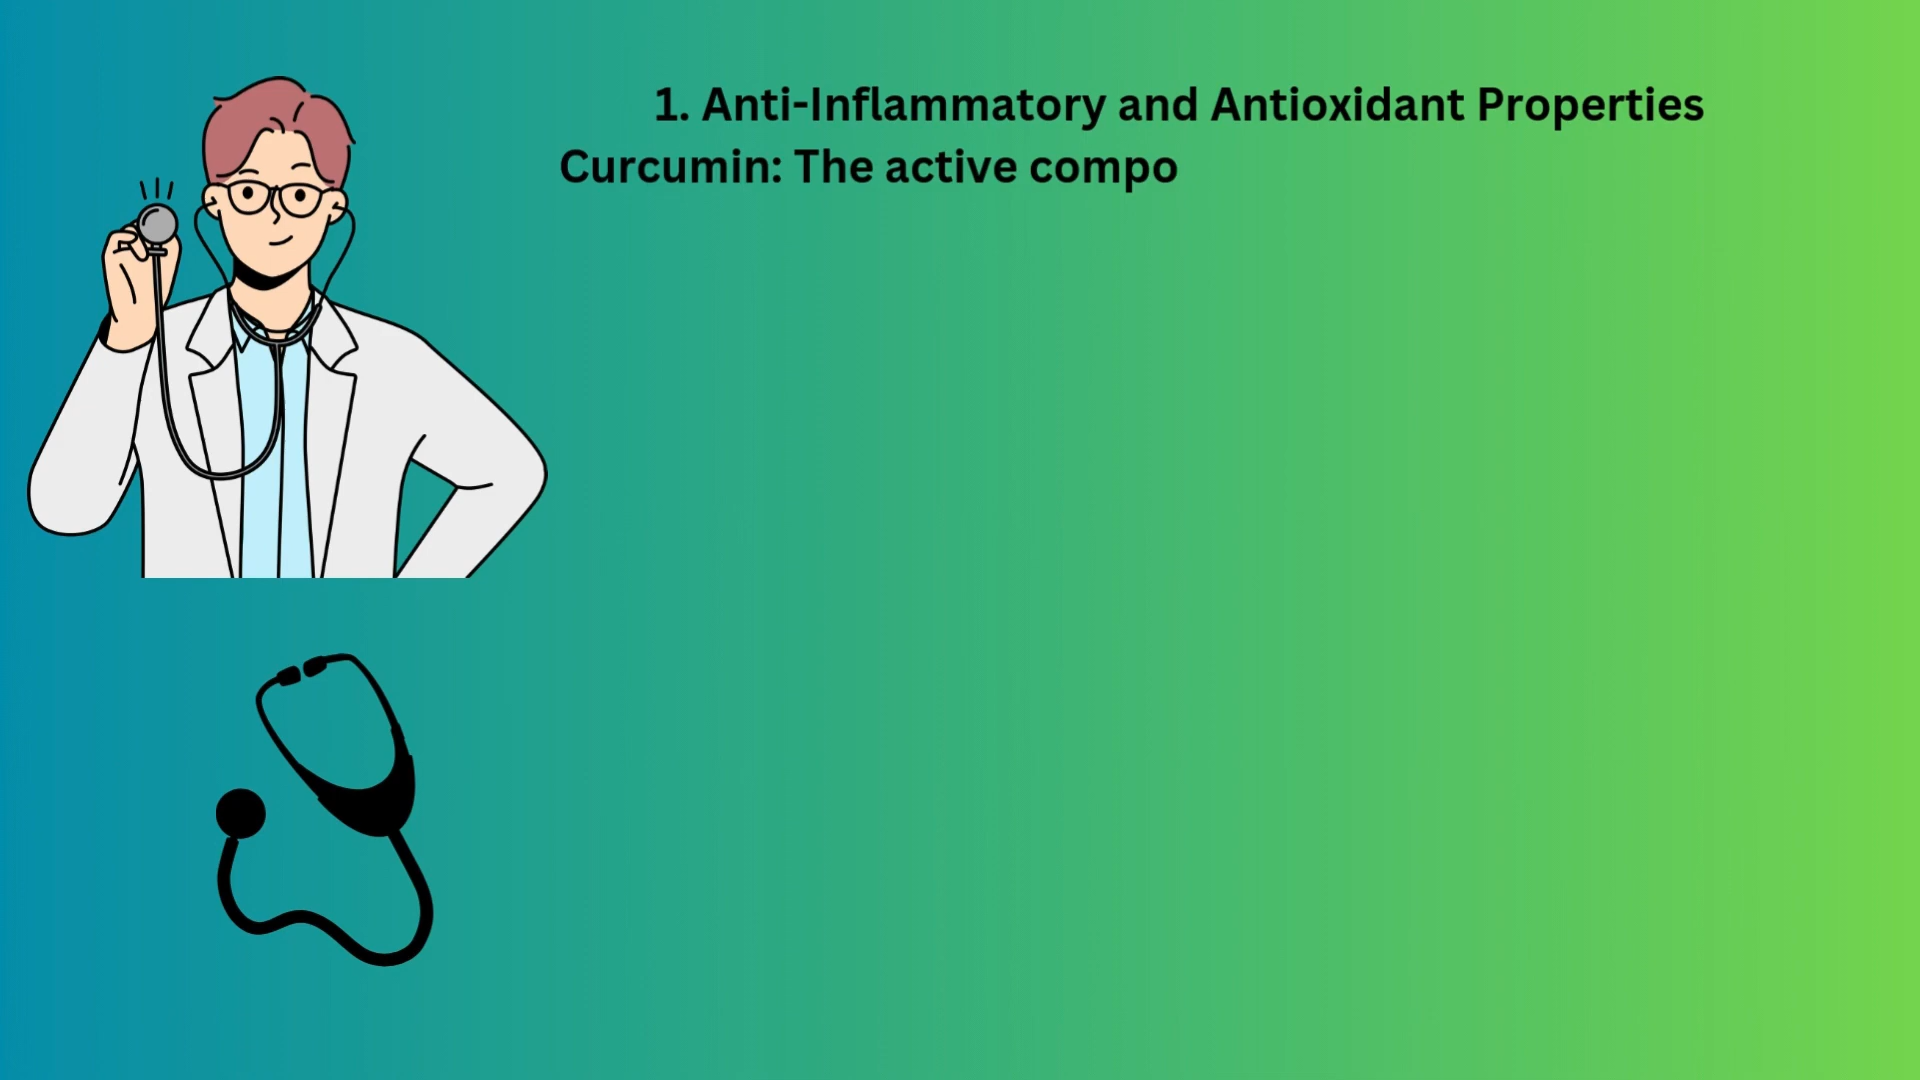 1. Anti-Inflammatory and Antioxidant Properties
Curcumin: The active compo